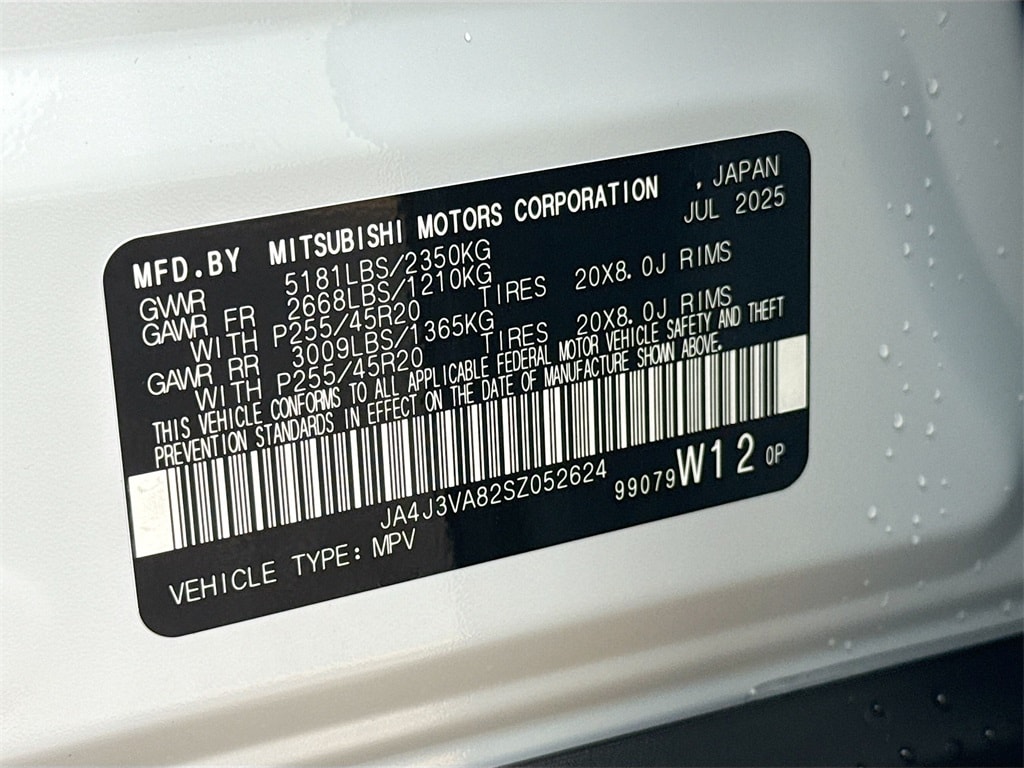 MFD.BY MITSUBISHI MOTORS CORPORATION . JAPAN
JUL 2025
GVWR 5181LBS/2350KG
GAWR FR 2668LBS/1210KG
WITH P255/45R20 TIRES 20X8.0J RIMS
GAWR RR 3009LBS/1365KG
WITH P255/45R20 TIRES 20X8.0J RIMS
THIS VEHICLE CONFORMS TO ALL APPLICABLE FEDERAL MOTOR VEHICLE SAFETY AND THEFT
PREVENTION STANDARDS IN EFFECT ON THE DATE OF MANUFACTURE SHOWN ABOVE.
JA4J3VA82SZ052624
99079 W12 0P
VEHICLE TYPE: MPV